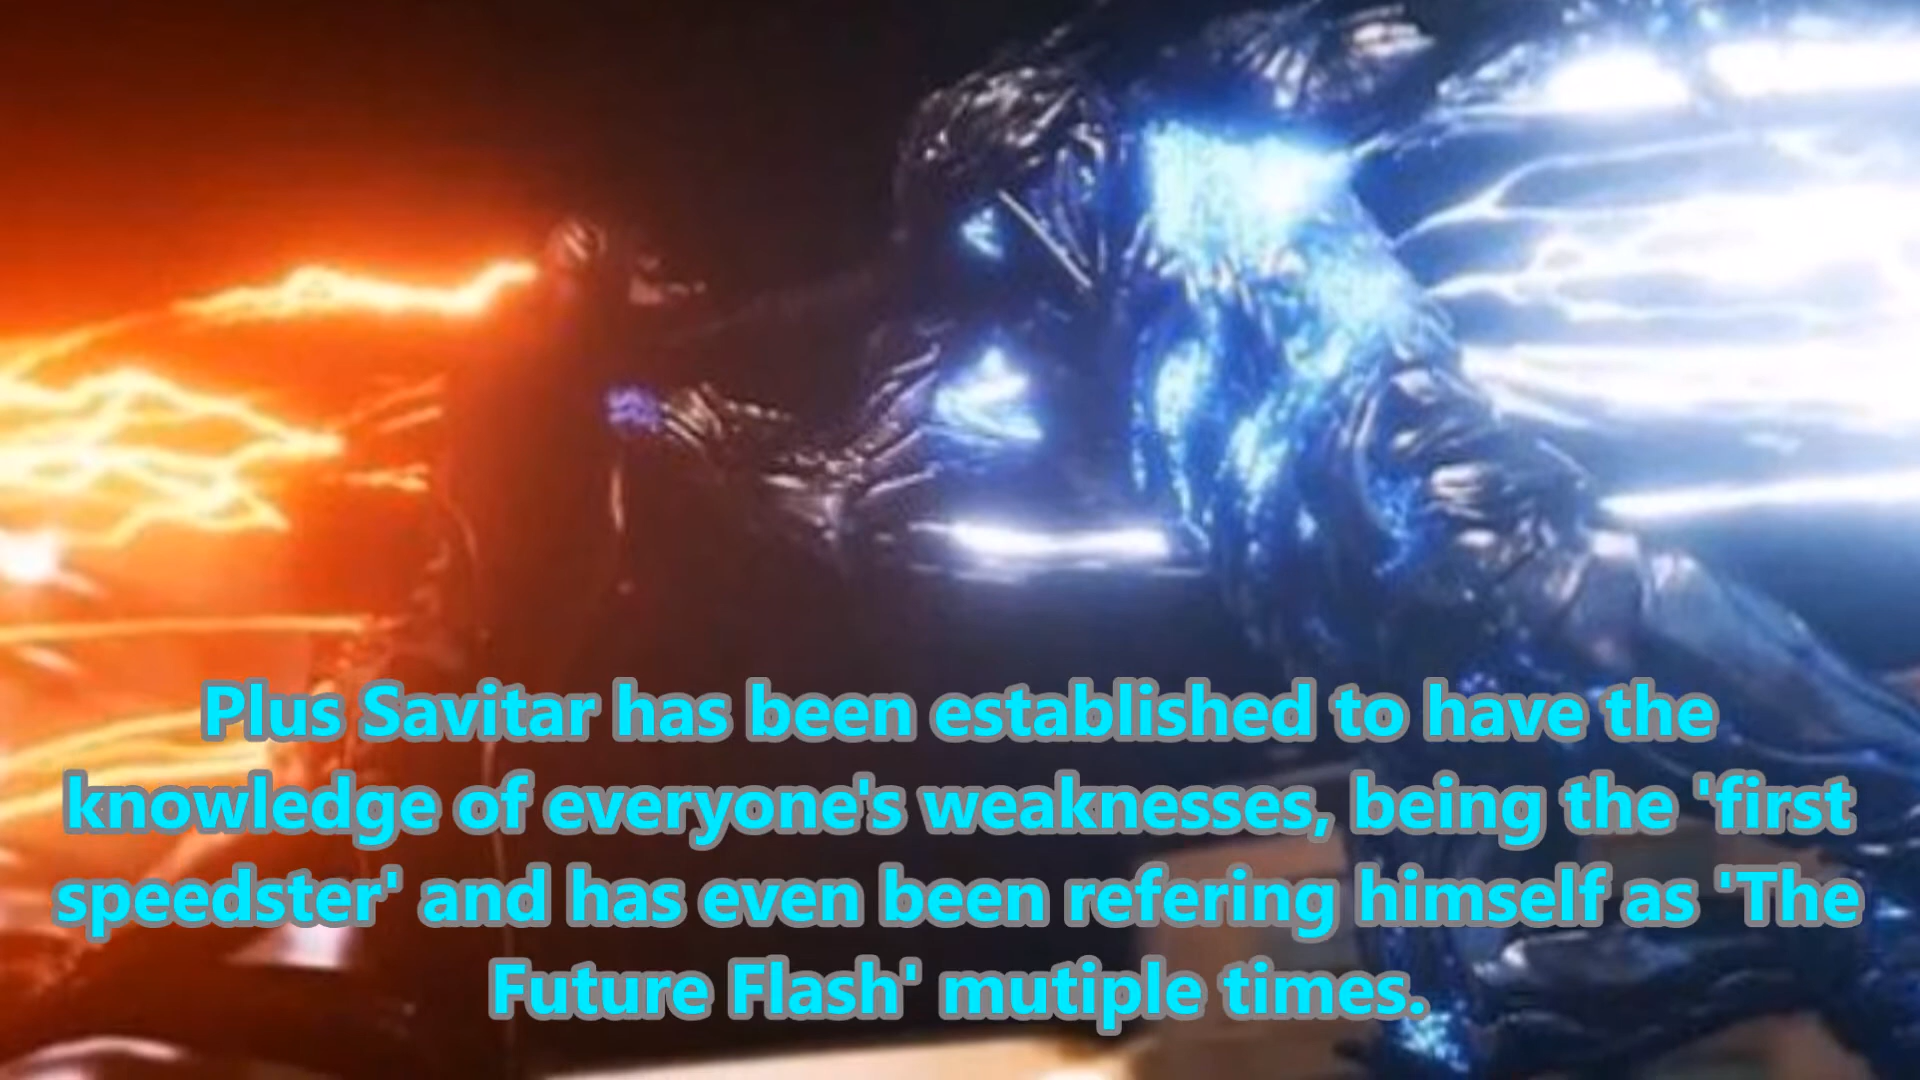 Plus Savitar has been established to have the
knowledge of everyone's weaknesses, being the 'first
speedster' and has even been refering himself as 'The
Future Flash' mutiple times.